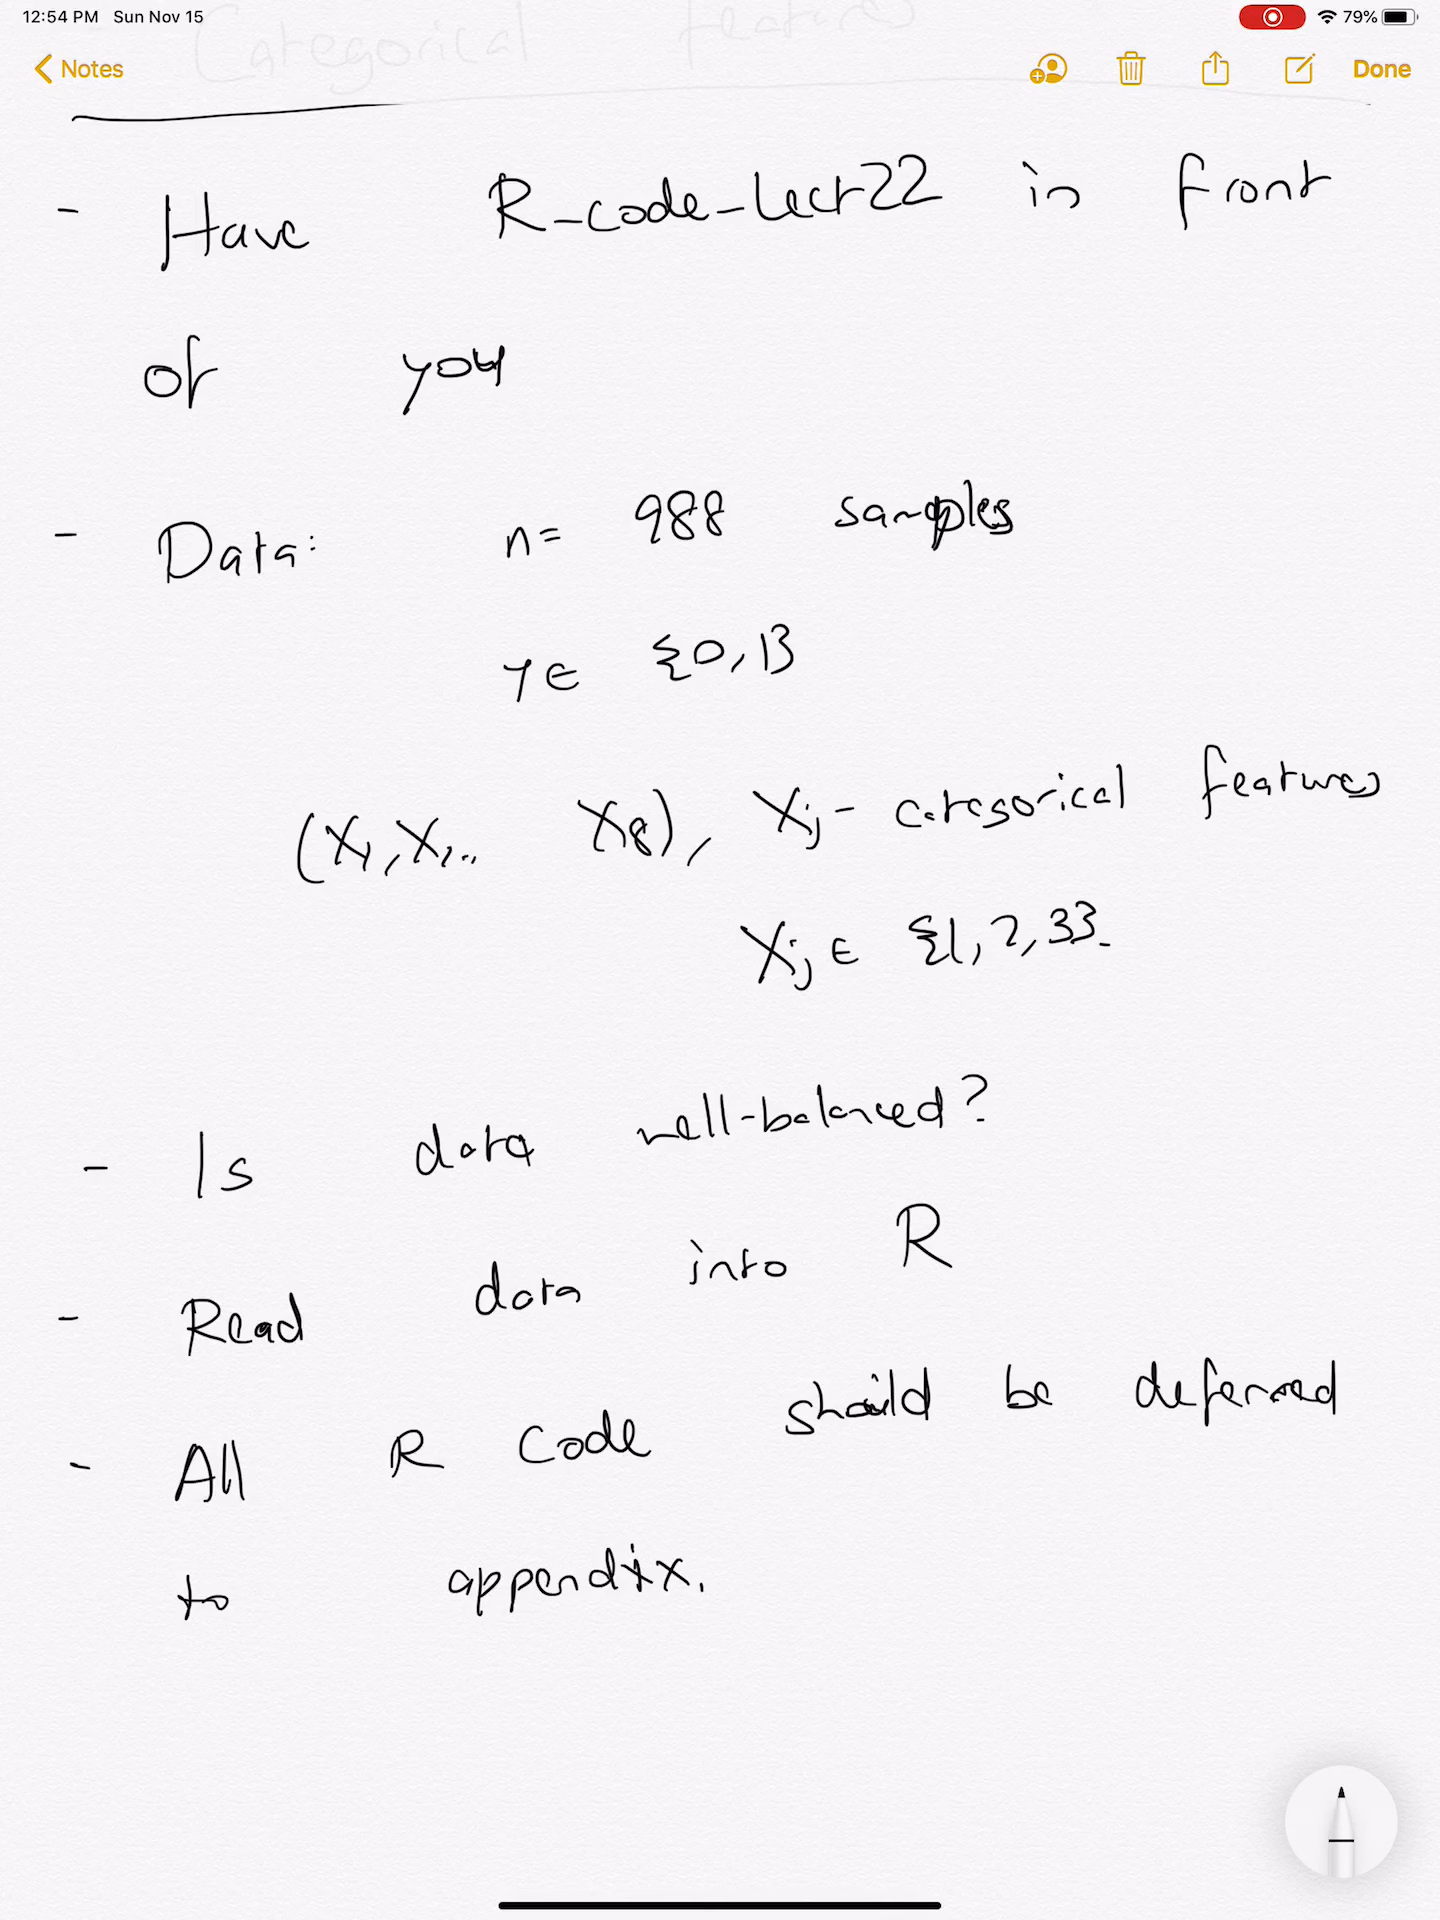 12:54 PM Sun Nov 15
79%
Categorical features
Notes
Done
- Have R-code-Lect22 in front
of you
- Data: n= 988 samples
Y∈ {0,1}
(X1,X2.. X8), Xj - categorical features
Xj ∈ {1,2,3}.
- Is data well-balanced?
- Read data into R
- All R code should be deferred
to appendix.